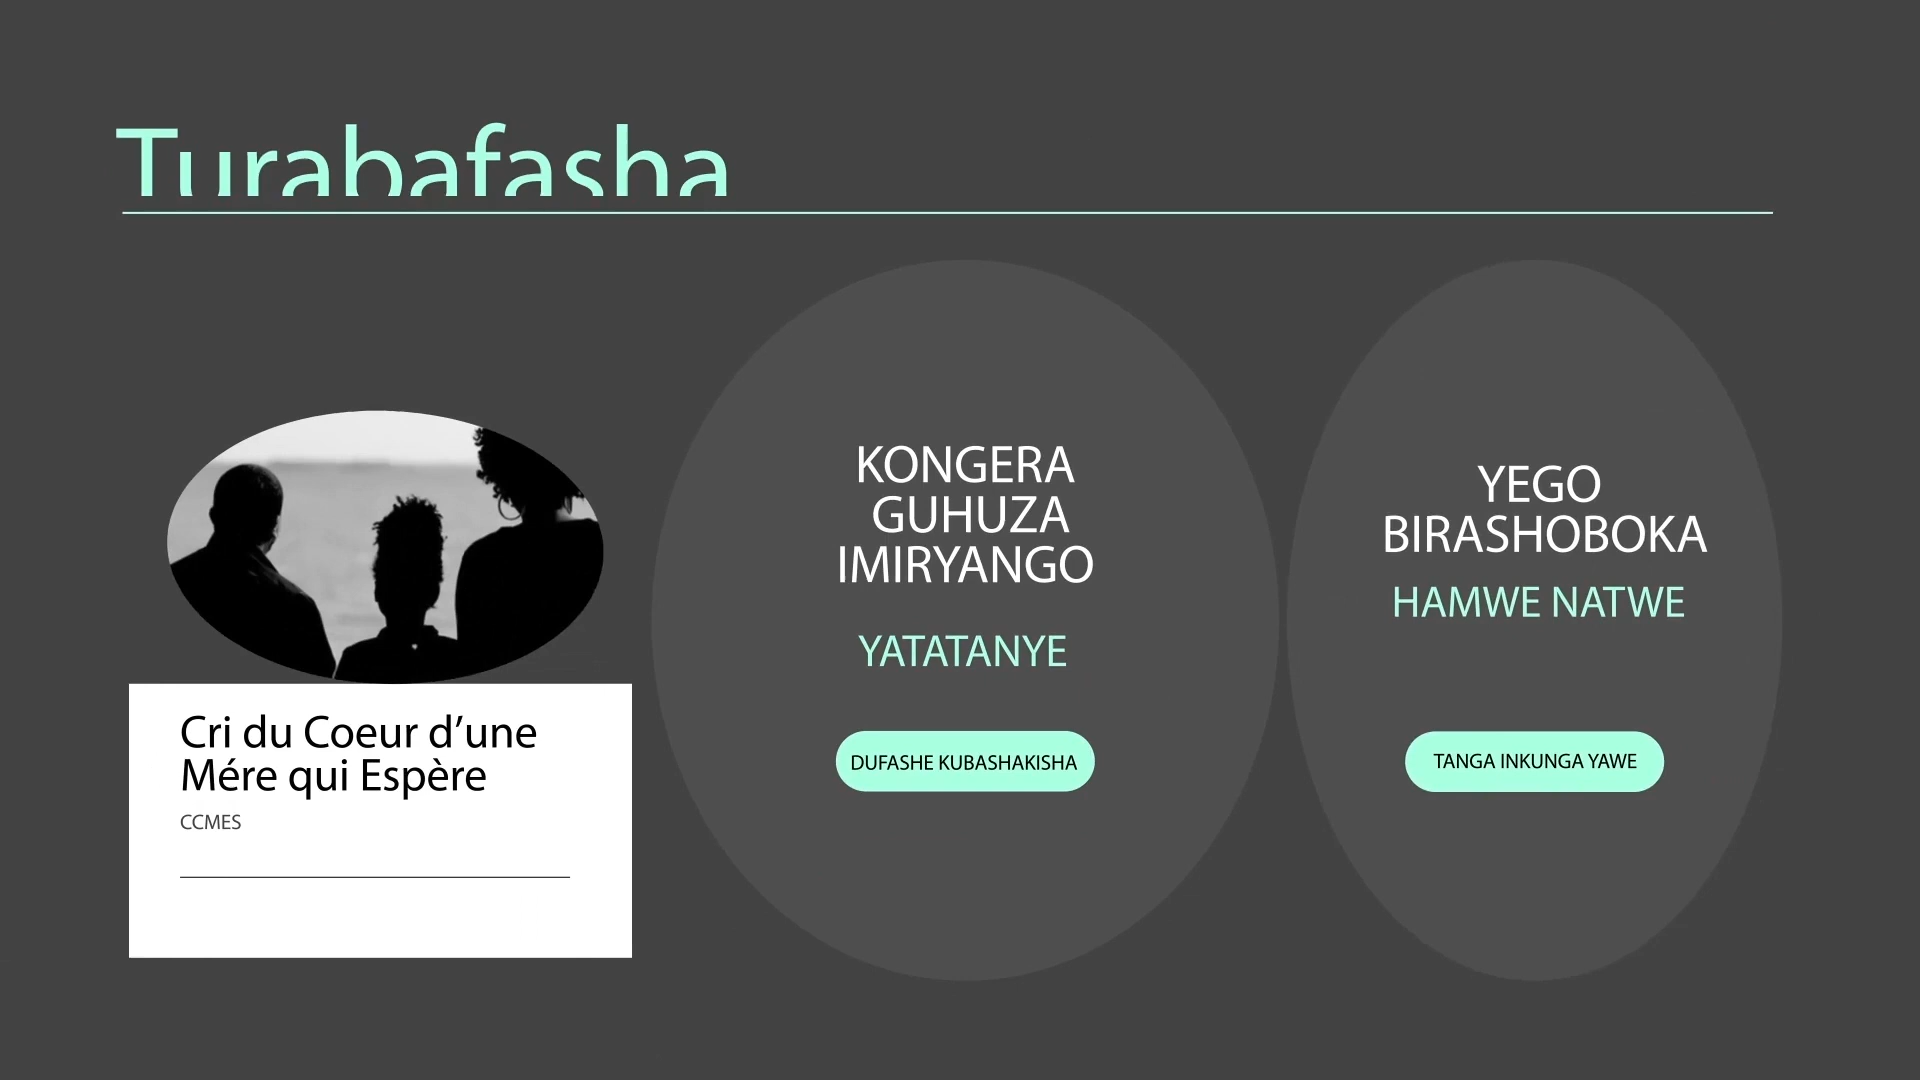 Turabafasha
Cri du Coeur d’une
Mére qui Espère
CCMES
KONGERA
GUHUZA
IMIRYANGO
YATATANYE
DUFASHE KUBASHAKISHA
YEGO
BIRASHOBOKA
HAMWE NATWE
TANGA INKUNGA YAWE